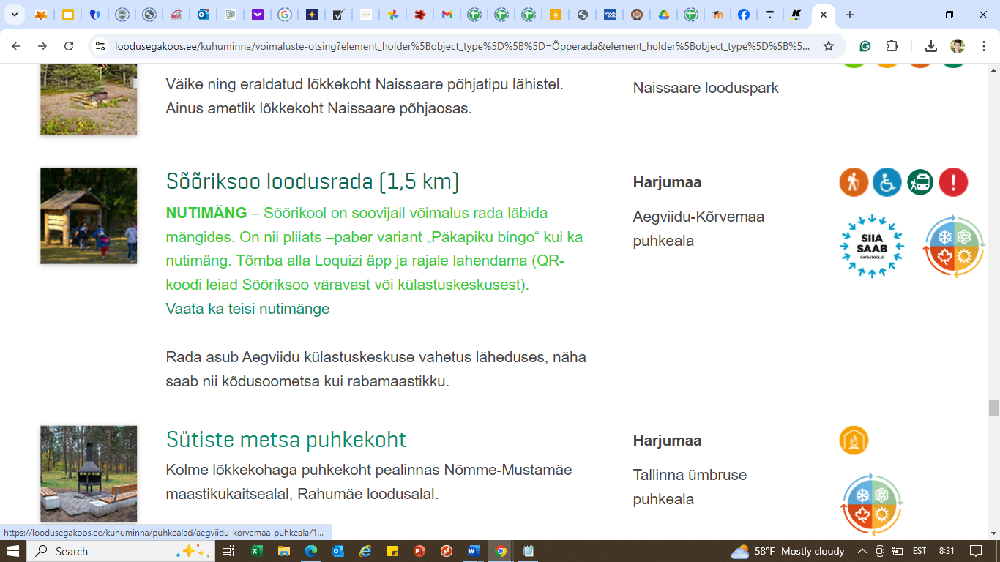 loodusegakoos.ee/kuhuminna/voimaluste-otsing?element_holder%5Bobject_type%5D%5B%5D=Õpperada&element_holder%5Bobject_type%5D%5B%5...
Väike ning eraldatud lõkkekoht Naissaare põhjatipu lähistel.
Ainus ametlik lõkkekoht Naissaare põhjaosas.
Naissaare looduspark
Sõõriksoo loodusrada (1,5 km)
NUTIMÄNG – Sõõrikool on soovijail võimalus rada läbida
mängides. On nii pliiats –paber variant „Päkapiku bingo“ kui ka
nutimäng. Tõmba alla Loquizi äpp ja rajale lahendama (QR-
koodi leiad Sõõriksoo väravast või külastuskeskusest).
Vaata ka teisi nutimänge
Rada asub Aegviidu külastuskeskuse vahetus läheduses, näha
saab nii kõdusoometsa kui rabamaastikku.
Harjumaa
Aegviidu-Kõrvemaa
puhkeala
SIIA
SAAB
RATASTOOLIS
Sütiste metsa puhkekoht
Kolme lõkkekohaga puhkekoht pealinnas Nõmme-Mustamäe
maastikukaitsealal, Rahumäe loodusalal.
Harjumaa
Tallinna ümbruse
puhkeala
https://loodusegakoos.ee/kuhuminna/puhkealad/aegviidu-korvemaa-puhkeala/1...
Search
58°F Mostly cloudy
EST
8:31